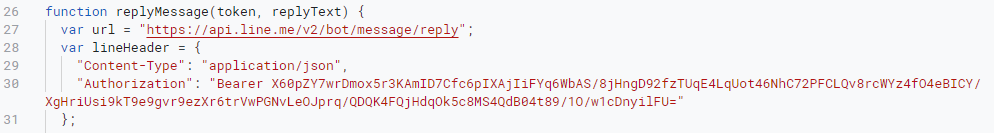 26 function replyMessage(token, replyText) {
27 var url = "https://api.line.me/v2/bot/message/reply";
28 var lineHeader = {
29 "Content-Type": "application/json",
30 "Authorization": "Bearer X60pZY7wrDmox5r3KAmID7Cfc6pIXAjIiFYq6WbAS/8jHngD92fzTUqE4LqUot46NhC72PFCLQv8rcWYz4fO4eBICY/
XgHriUsi9kT9e9gvr9ezXr6trVwPGNvLeOJprq/QDQK4FQjHdqOk5c8MS4QdB04t89/1O/w1cDnyilFU="
31 };